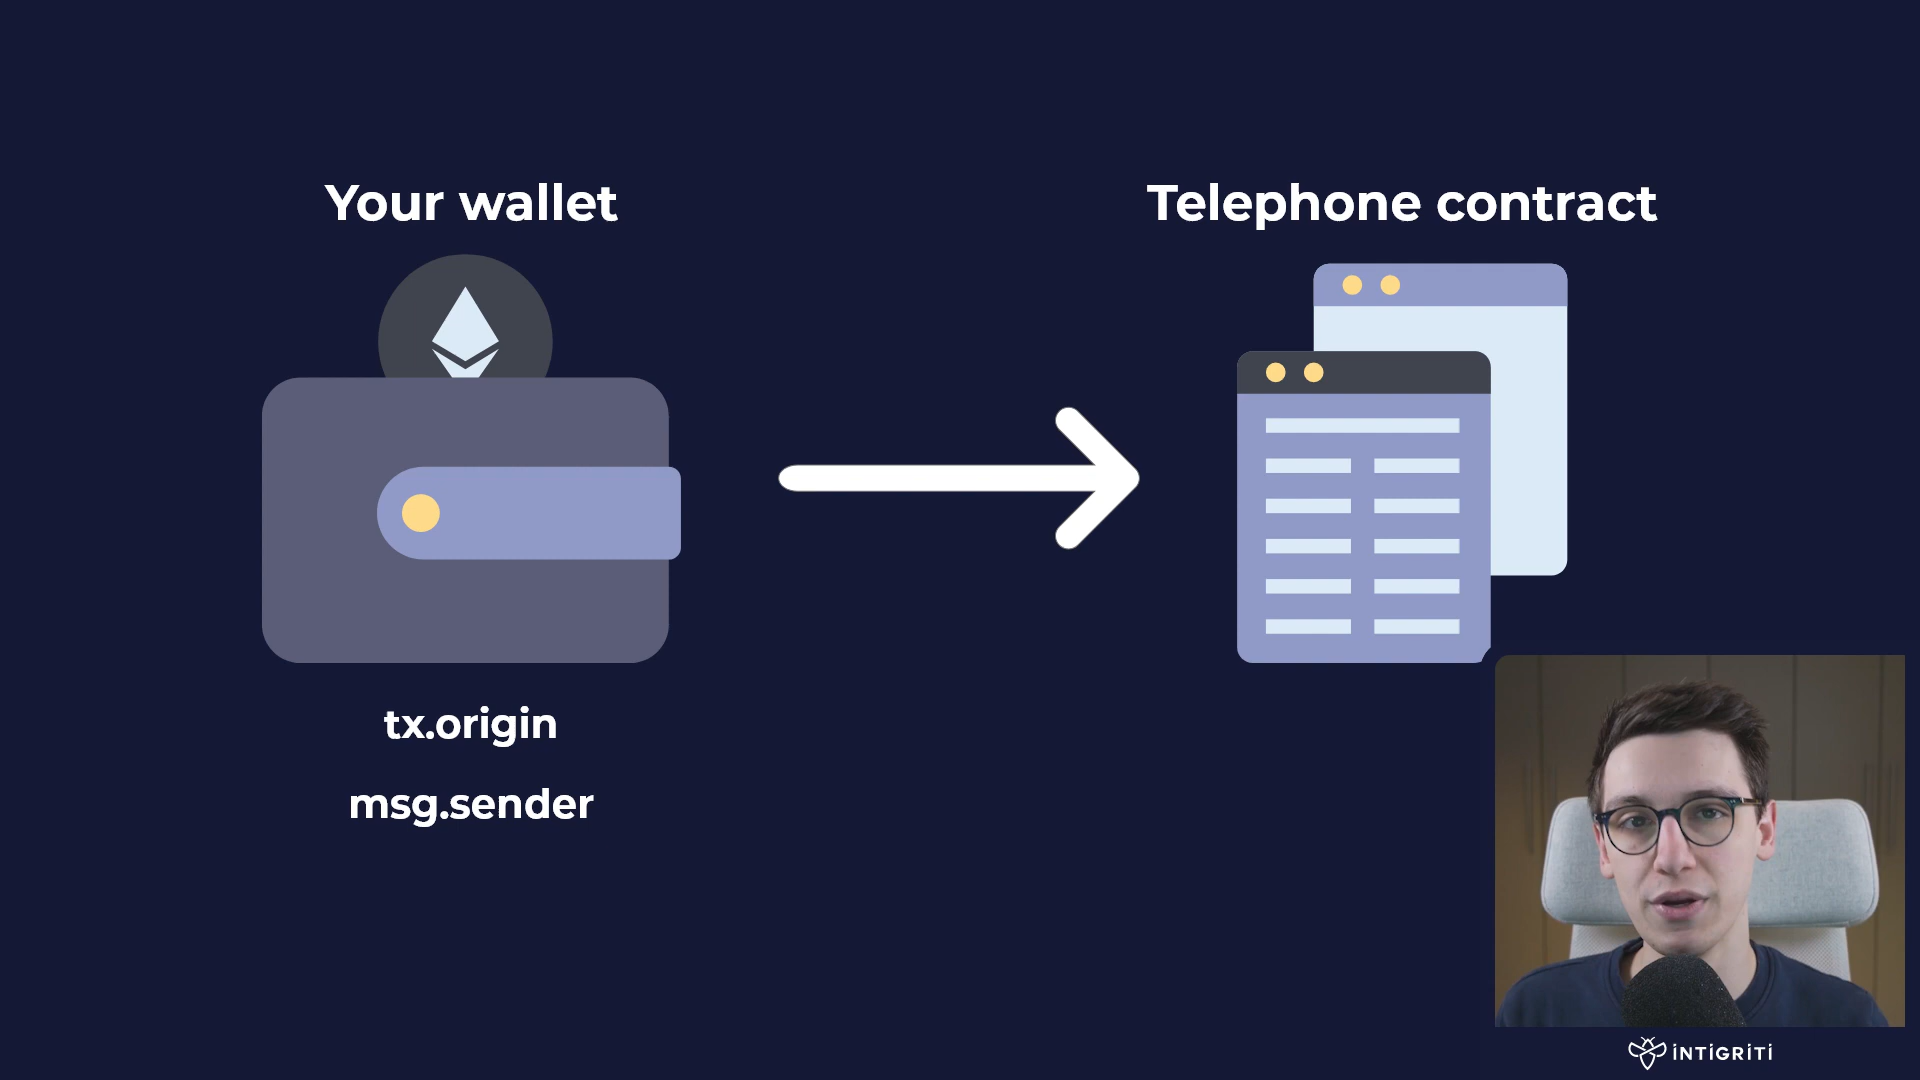 Your wallet
Telephone contract
tx.origin
msg.sender
INTIGRITI